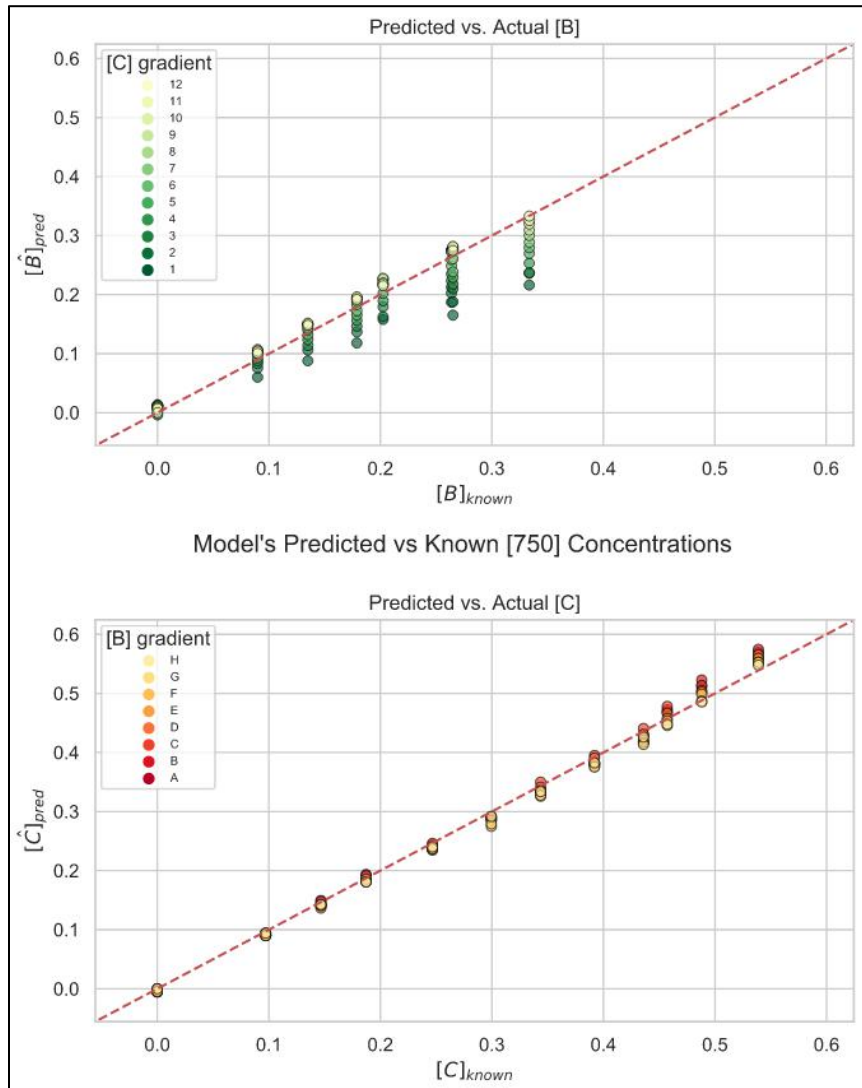 Predicted vs. Actual [B]
[C] gradient
12
11
10
9
8
7
6
5
4
3
2
1
0.6
0.5
0.4
0.3
0.2
0.1
0.0
[B̂]pred
0.0 0.1 0.2 0.3 0.4 0.5 0.6
[B]known
Model's Predicted vs Known [750] Concentrations
Predicted vs. Actual [C]
[B] gradient
H
G
F
E
D
C
B
A
0.6
0.5
0.4
0.3
0.2
0.1
0.0
[Ĉ]pred
0.0 0.1 0.2 0.3 0.4 0.5 0.6
[C]known